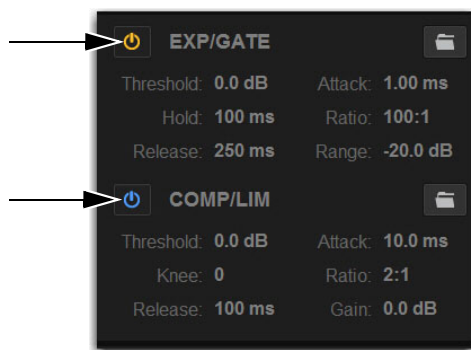 EXP/GATE
Threshold: 0.0 dB Attack: 1.00 ms
Hold: 100 ms Ratio: 100:1
Release: 250 ms Range: -20.0 dB
COMP/LIM
Threshold: 0.0 dB Attack: 10.0 ms
Knee: 0 Ratio: 2:1
Release: 100 ms Gain: 0.0 dB